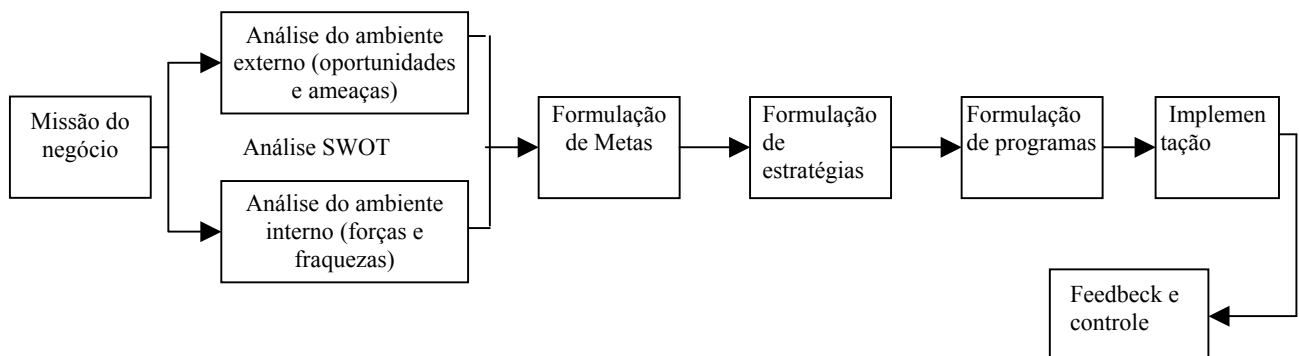 Missão do
negócio
Análise do ambiente
externo (oportunidades
e ameaças)
Análise SWOT
Análise do ambiente
interno (forças e
fraquezas)
Formulação
de Metas
Formulação
de
estratégias
Formulação
de programas
Implemen
tação
Feedbeck e
controle